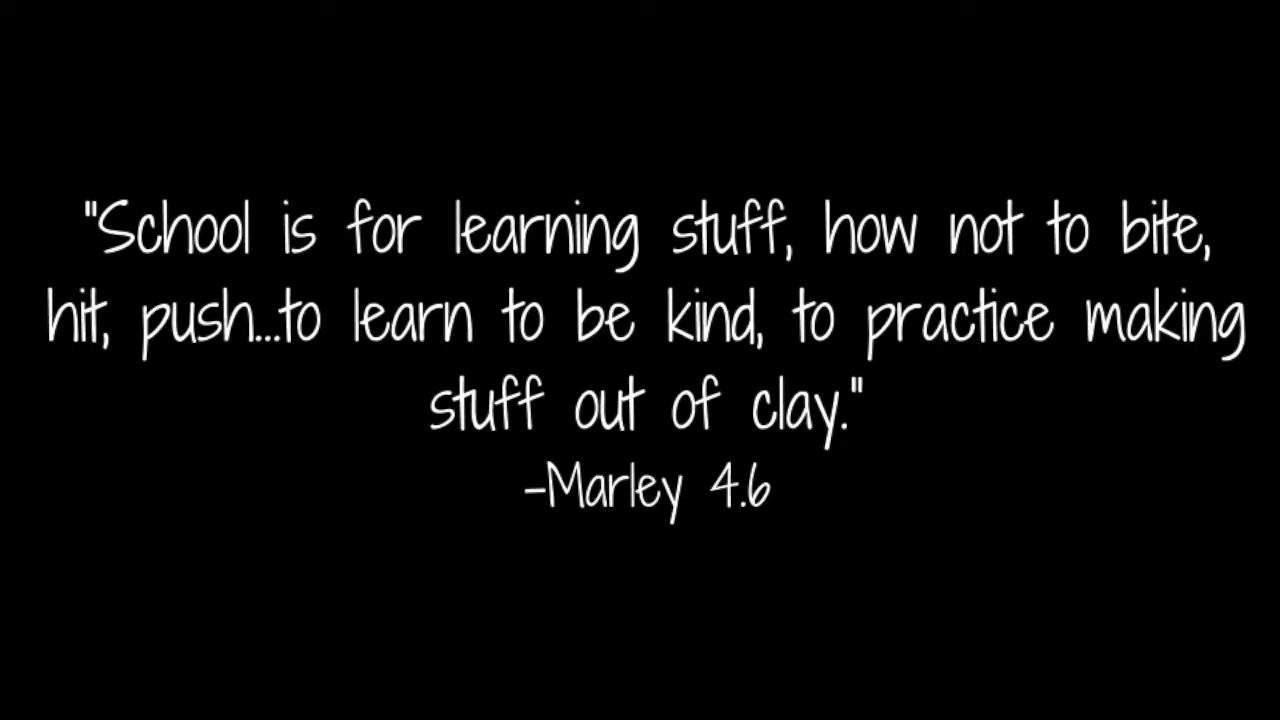 "School is for learning stuff, how not to bite,
hit, push...to learn to be kind, to practice making
stuff out of clay."
-Marley 4.6